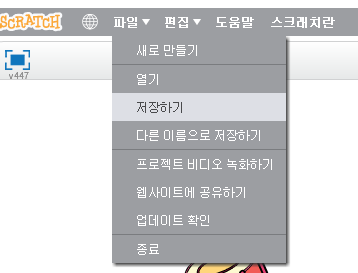 SCRATCH 파일 편집 도움말 스크래치란
v447
새로 만들기
열기
저장하기
다른 이름으로 저장하기
프로젝트 비디오 녹화하기
웹사이트에 공유하기
업데이트 확인
종료